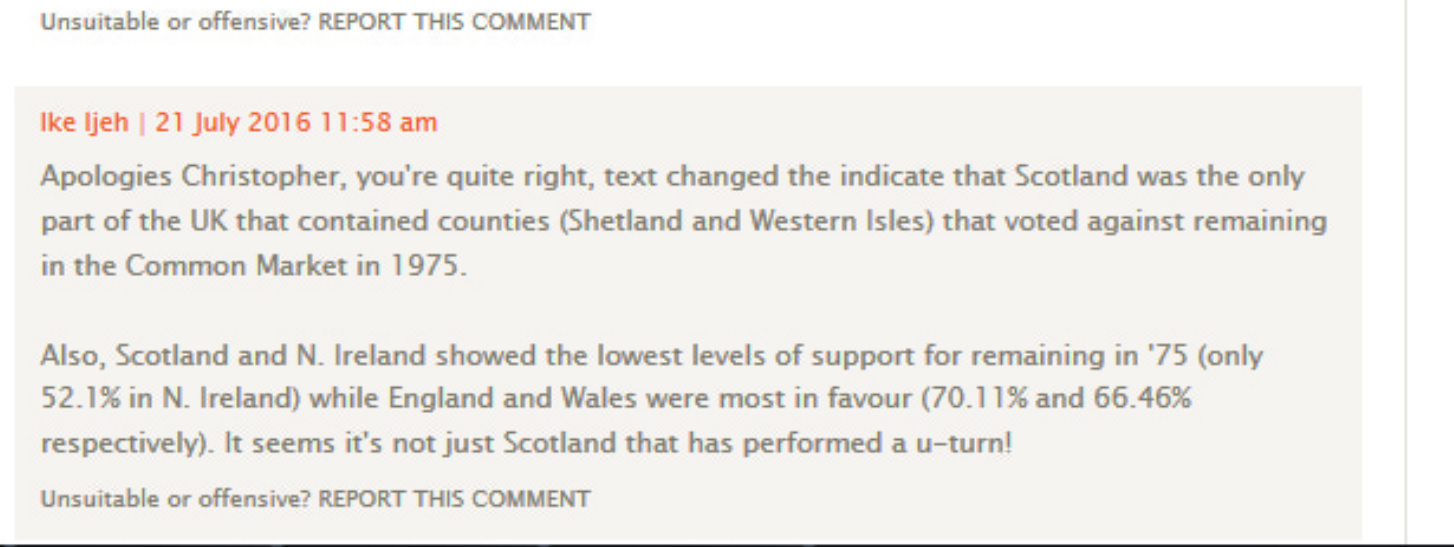 Unsuitable or offensive? REPORT THIS COMMENT
Ike Ijeh | 21 July 2016 11:58 am
Apologies Christopher, you're quite right, text changed the indicate that Scotland was the only
part of the UK that contained counties (Shetland and Western Isles) that voted against remaining
in the Common Market in 1975.
Also, Scotland and N. Ireland showed the lowest levels of support for remaining in '75 (only
52.1% in N. Ireland) while England and Wales were most in favour (70.11% and 66.46%
respectively). It seems it's not just Scotland that has performed a u-turn!
Unsuitable or offensive? REPORT THIS COMMENT